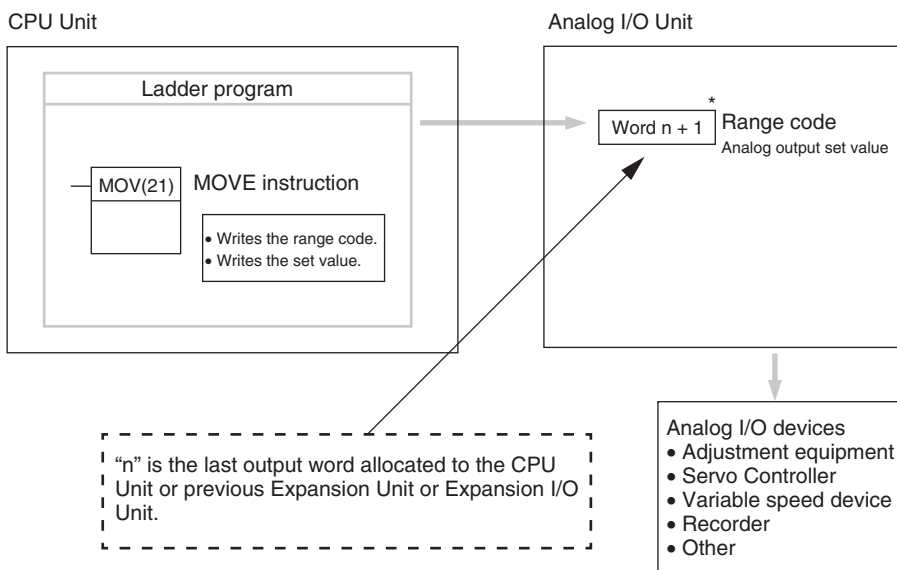 CPU Unit
Analog I/O Unit
Ladder program
*
Word n + 1
Range code
Analog output set value
MOV(21)
MOVE instruction
• Writes the range code.
• Writes the set value.
“n” is the last output word allocated to the CPU
Unit or previous Expansion Unit or Expansion I/O
Unit.
Analog I/O devices
• Adjustment equipment
• Servo Controller
• Variable speed device
• Recorder
• Other